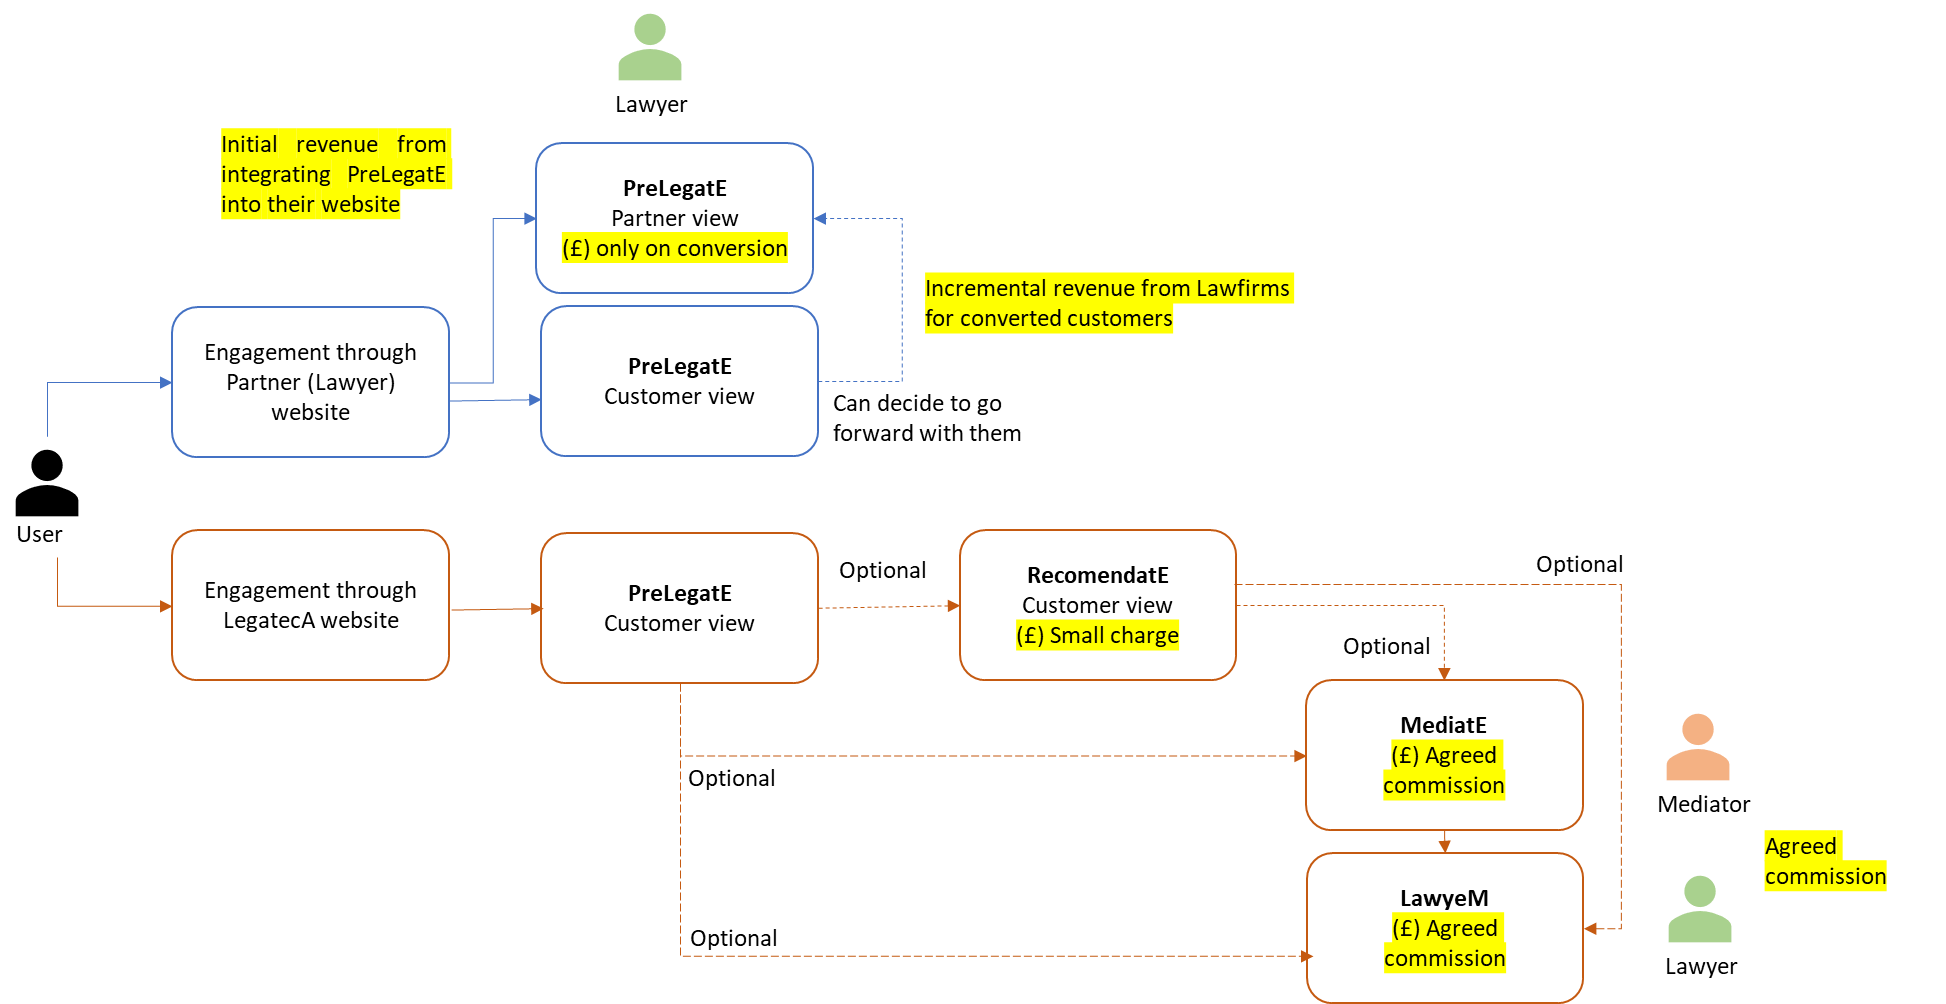 Lawyer
Initial revenue from
integrating PreLegatE
into their website
PreLegatE
Partner view
(£) only on conversion
Incremental revenue from Lawfirms
for converted customers
Engagement through
Partner (Lawyer)
website
PreLegatE
Customer view
Can decide to go
forward with them
User
Engagement through
LegatecA website
PreLegatE
Customer view
Optional
RecomendatE
Customer view
(£) Small charge
Optional
Optional
MediatE
(£) Agreed
commission
Optional
Mediator
Agreed
commission
LawyeM
(£) Agreed
commission
Optional
Lawyer